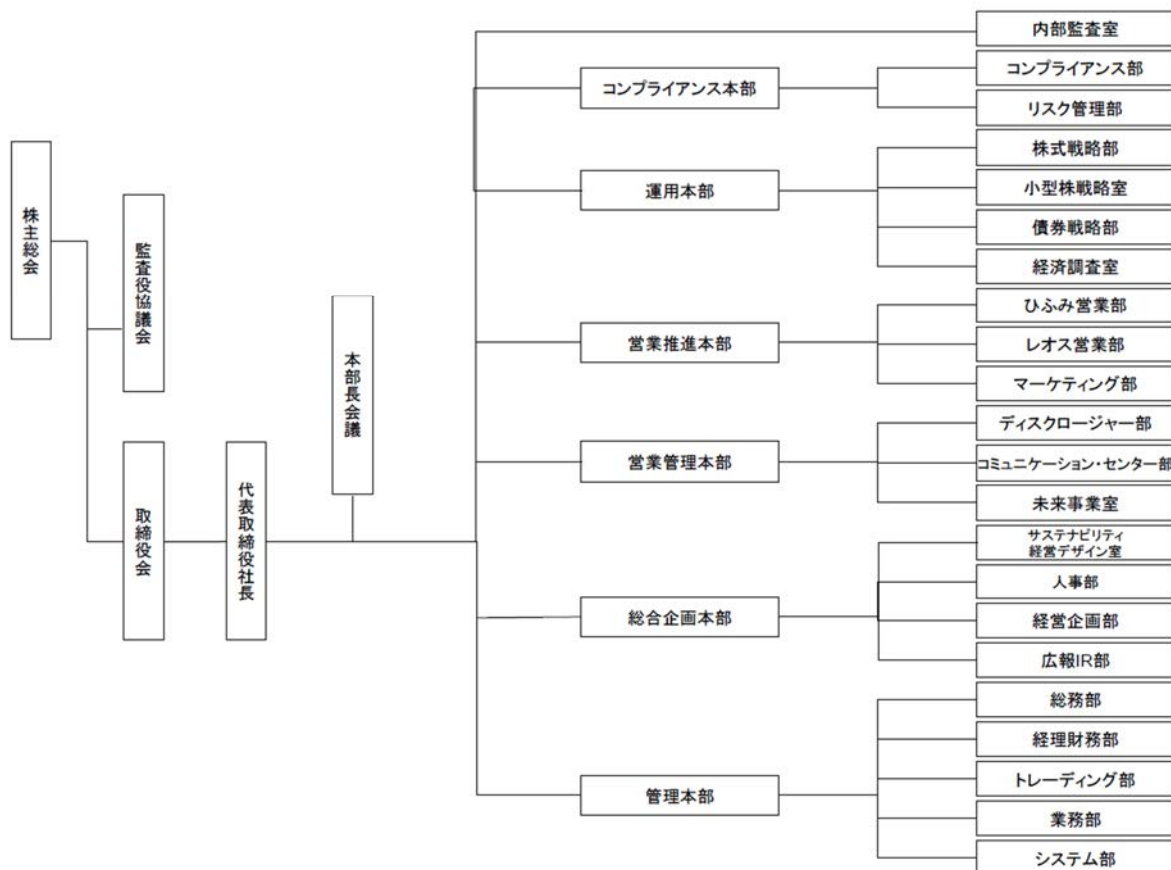 株主総会
監査役協議会
取締役会
代表取締役社長
本部長会議
内部監査室
コンプライアンス本部
コンプライアンス部
リスク管理部
運用本部
株式戦略部
小型株戦略室
債券戦略部
経済調査室
営業推進本部
ひふみ営業部
レオス営業部
マーケティング部
営業管理本部
ディスクロージャー部
コミュニケーション・センター部
未来事業室
総合企画本部
サステナビリティ
経営デザイン室
人事部
経営企画部
広報IR部
管理本部
総務部
経理財務部
トレーディング部
業務部
システム部